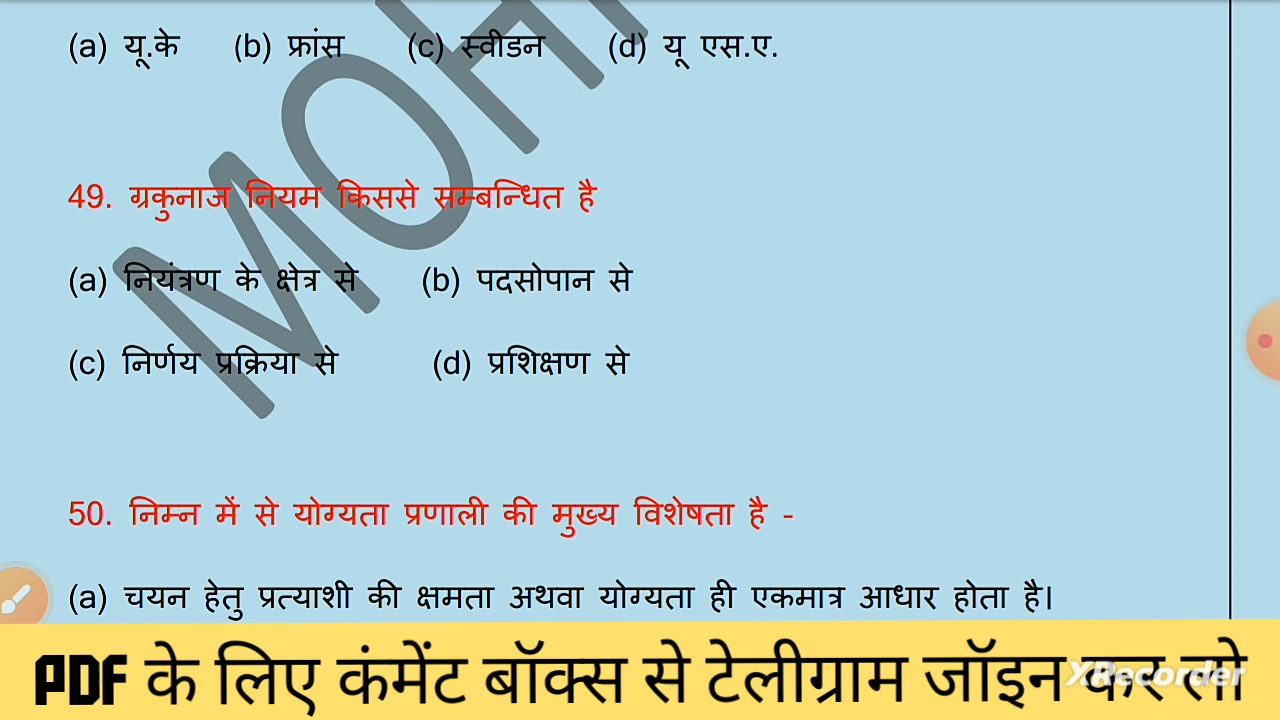 (a) यू.के (b) फ्रांस (c) स्वीडन (d) यू एस.ए.
49. ग्रकुनाज नियम किससे सम्बन्धित है
(a) नियंत्रण के क्षेत्र से (b) पदसोपान से
(c) निर्णय प्रक्रिया से (d) प्रशिक्षण से
50. निम्न में से योग्यता प्रणाली की मुख्य विशेषता है -
(a) चयन हेतु प्रत्याशी की क्षमता अथवा योग्यता ही एकमात्र आधार होता है।
PDF के लिए कंमेंट बॉक्स से टेलीग्राम जॉइन कर लो
XRecorder